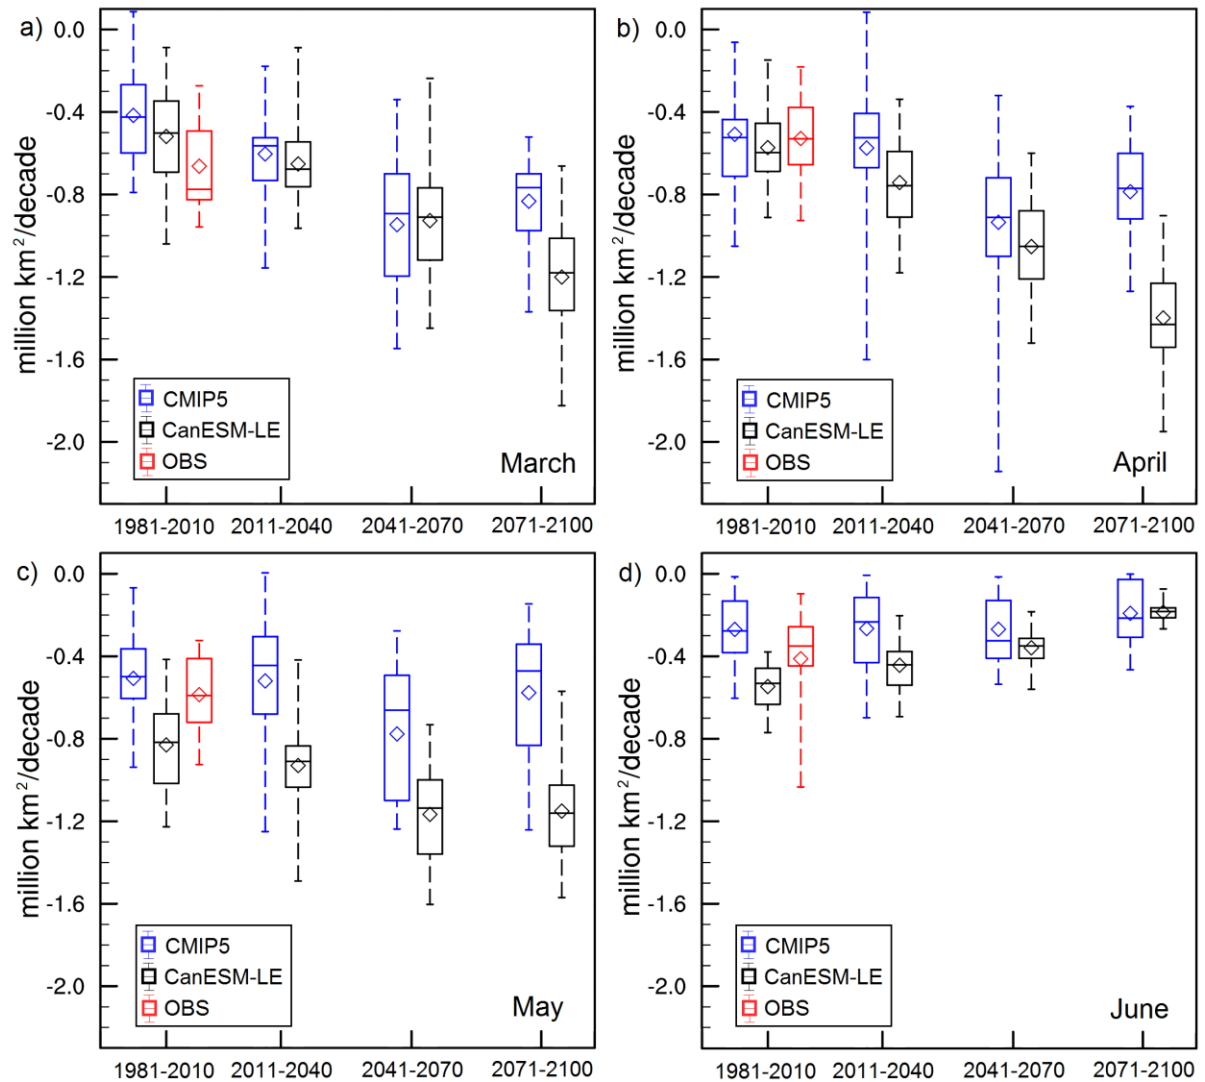 a)
0.0
-0.4
-0.8
-1.2
-1.6
-2.0
million km²/decade
CMIP5
CanESM-LE
OBS
March
1981-2010 2011-2040 2041-2070 2071-2100
b)
0.0
-0.4
-0.8
-1.2
-1.6
-2.0
million km²/decade
CMIP5
CanESM-LE
OBS
April
1981-2010 2011-2040 2041-2070 2071-2100
c)
0.0
-0.4
-0.8
-1.2
-1.6
-2.0
million km²/decade
CMIP5
CanESM-LE
OBS
May
1981-2010 2011-2040 2041-2070 2071-2100
d)
0.0
-0.4
-0.8
-1.2
-1.6
-2.0
million km²/decade
CMIP5
CanESM-LE
OBS
June
1981-2010 2011-2040 2041-2070 2071-2100